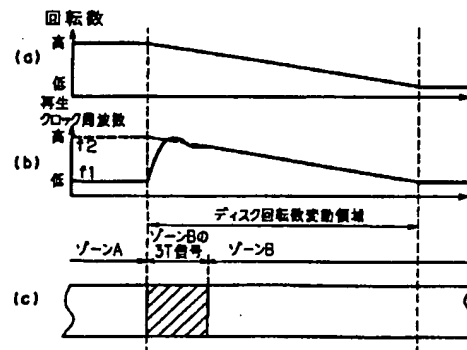 回転数
(a)
高
低
再生
クロック周波数
(b)
高
f2
f1
低
ディスク回転数変動領域
ゾーンA
ゾーンBの
3T信号
ゾーンB
(c)